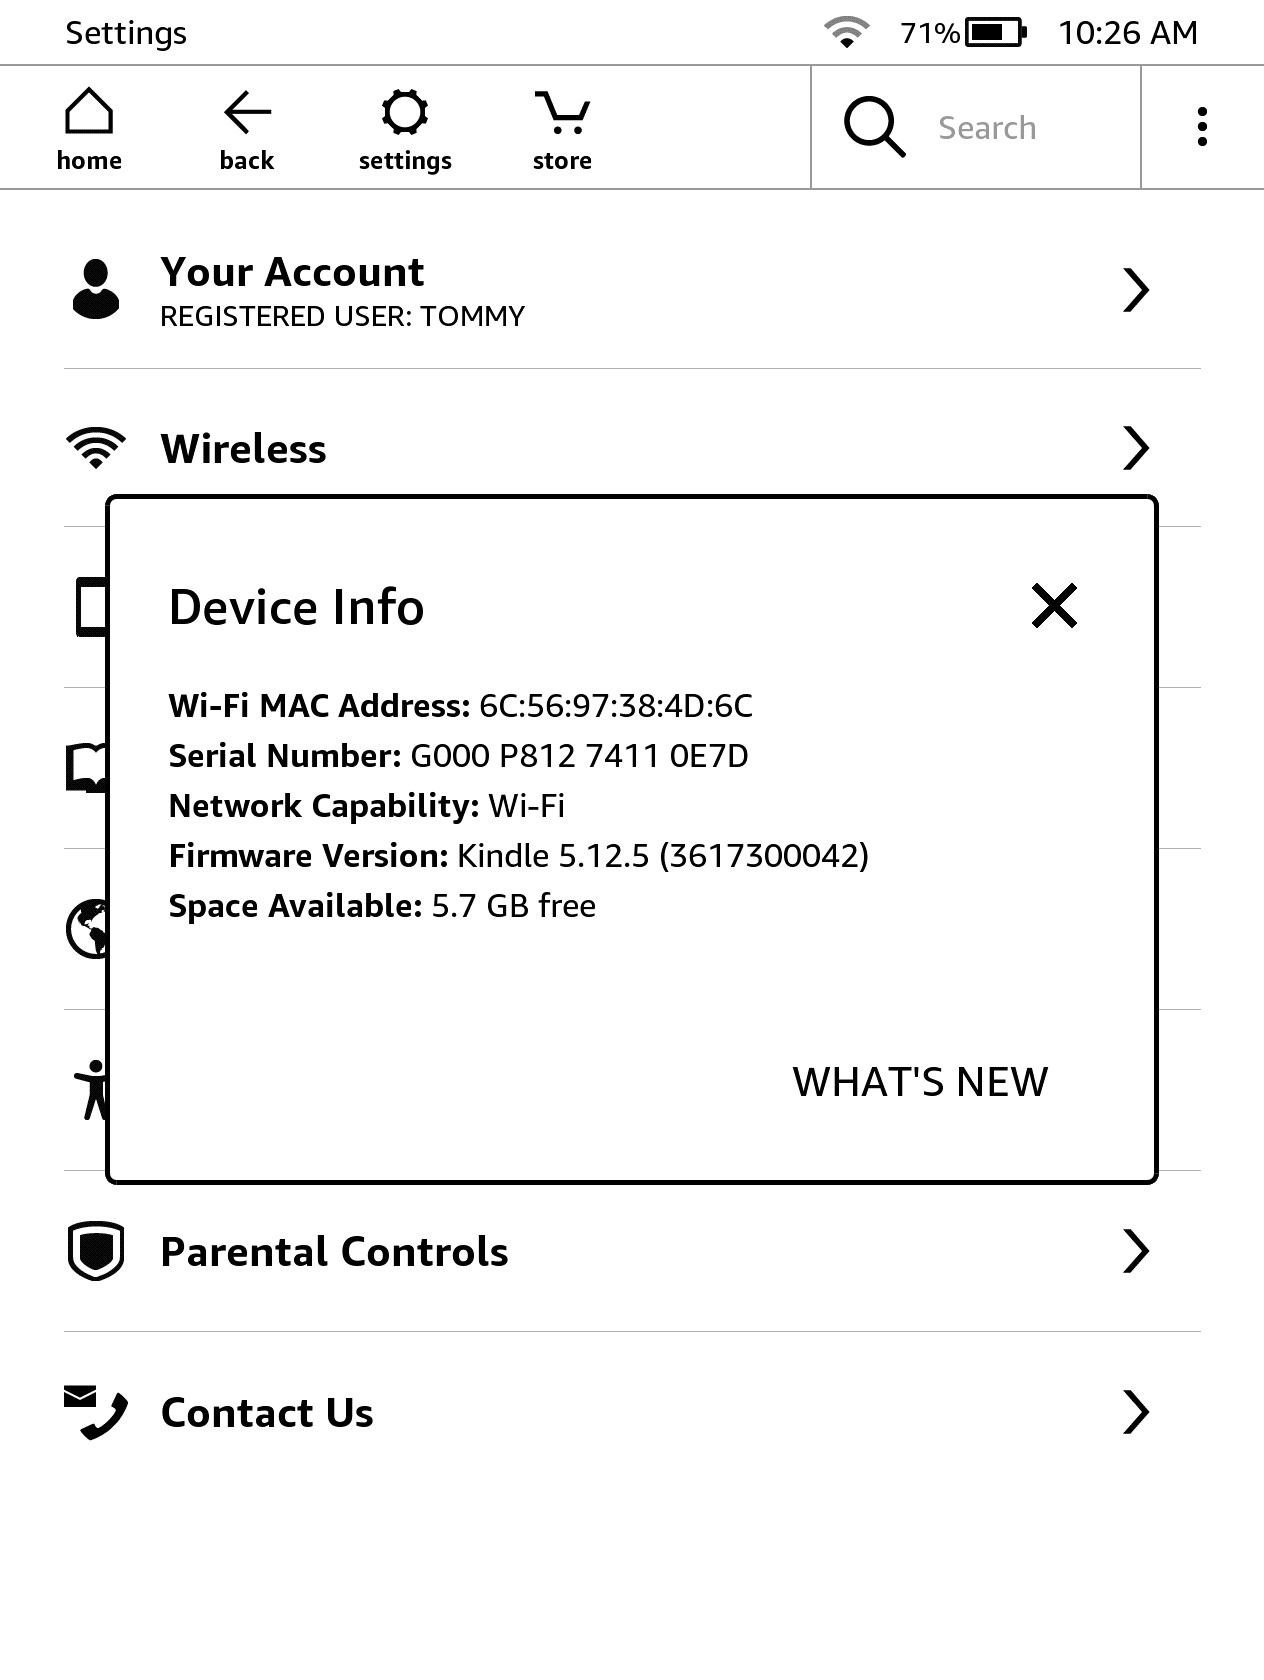 Settings
71%
10:26 AM
home
back
settings
store
Search
Your Account
REGISTERED USER: TOMMY
Wireless
Device Info
Wi-Fi MAC Address: 6C:56:97:38:4D:6C
Serial Number: G000 P812 7411 0E7D
Network Capability: Wi-Fi
Firmware Version: Kindle 5.12.5 (3617300042)
Space Available: 5.7 GB free
WHAT'S NEW
Parental Controls
Contact Us